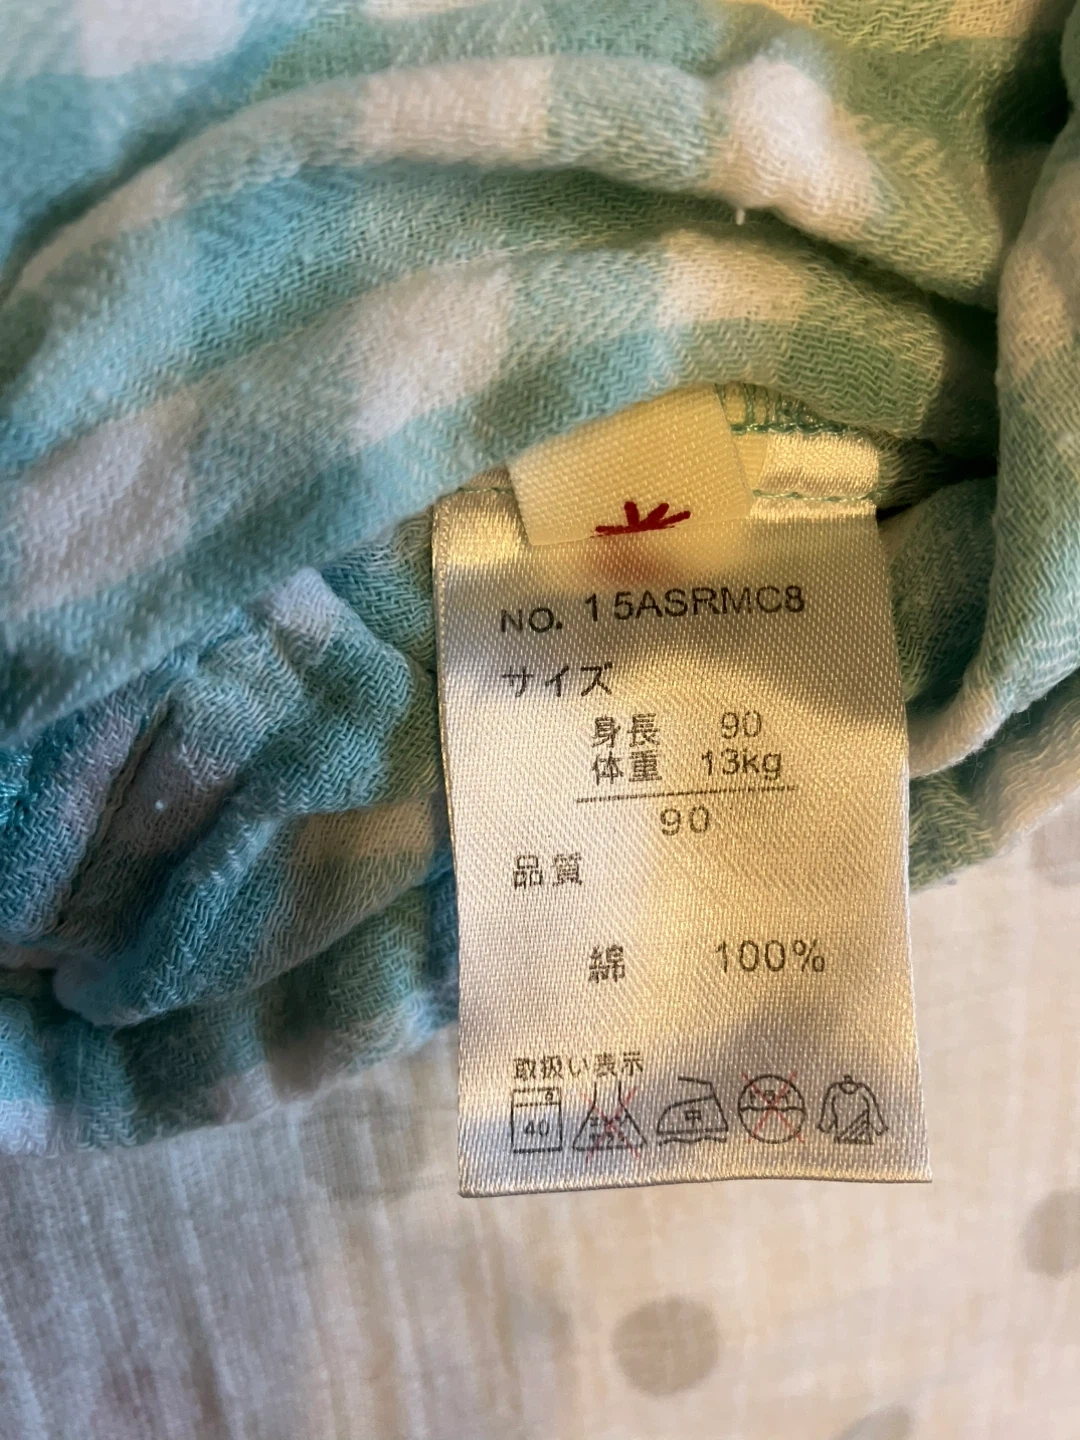 NO. 15ASRMC8
サイズ
身長 90
体重 13kg
90
品質
綿 100%
取扱い表示
40
中